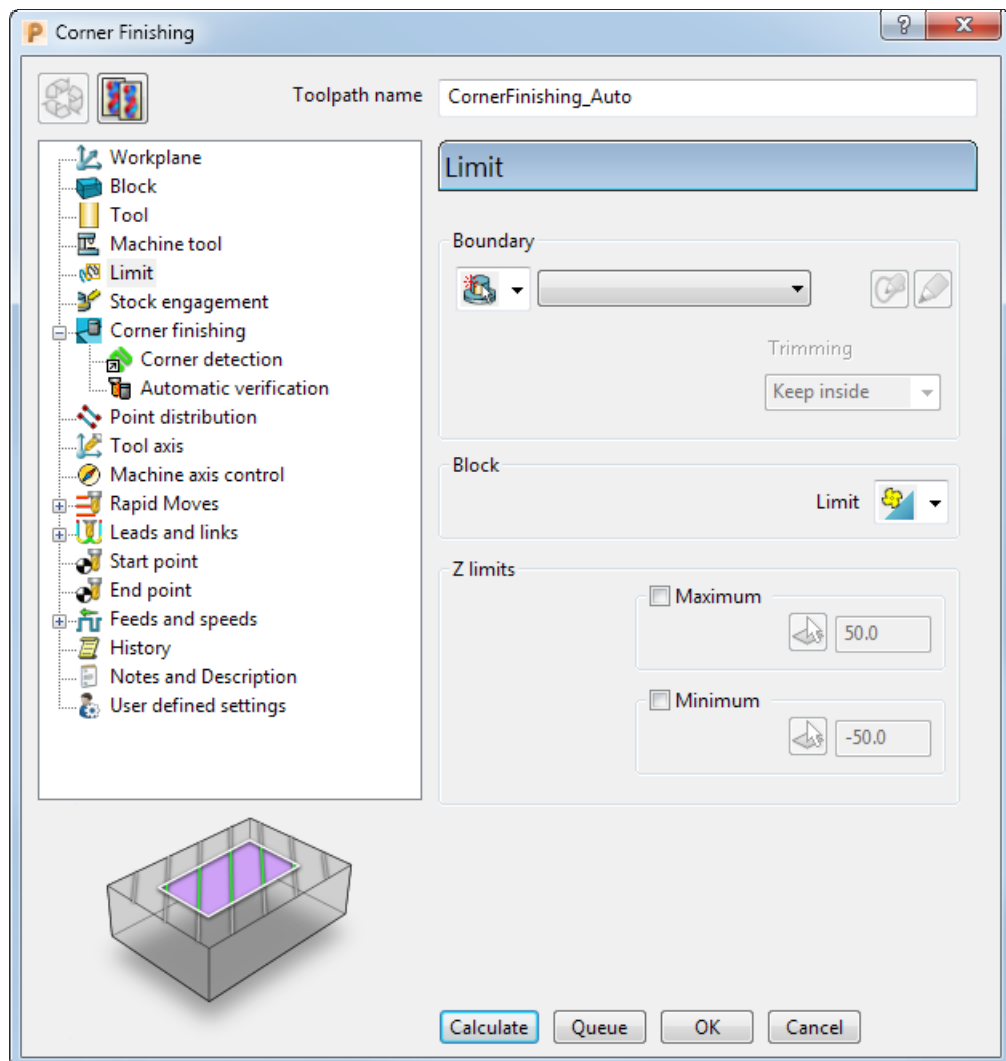 Corner Finishing
Toolpath name
CornerFinishing_Auto
Workplane
Block
Tool
Machine tool
Limit
Stock engagement
Corner finishing
Corner detection
Automatic verification
Point distribution
Tool axis
Machine axis control
Rapid Moves
Leads and links
Start point
End point
Feeds and speeds
History
Notes and Description
User defined settings
Limit
Boundary
Trimming
Keep inside
Block
Limit
Z limits
Maximum
50.0
Minimum
-50.0
Calculate
Queue
OK
Cancel